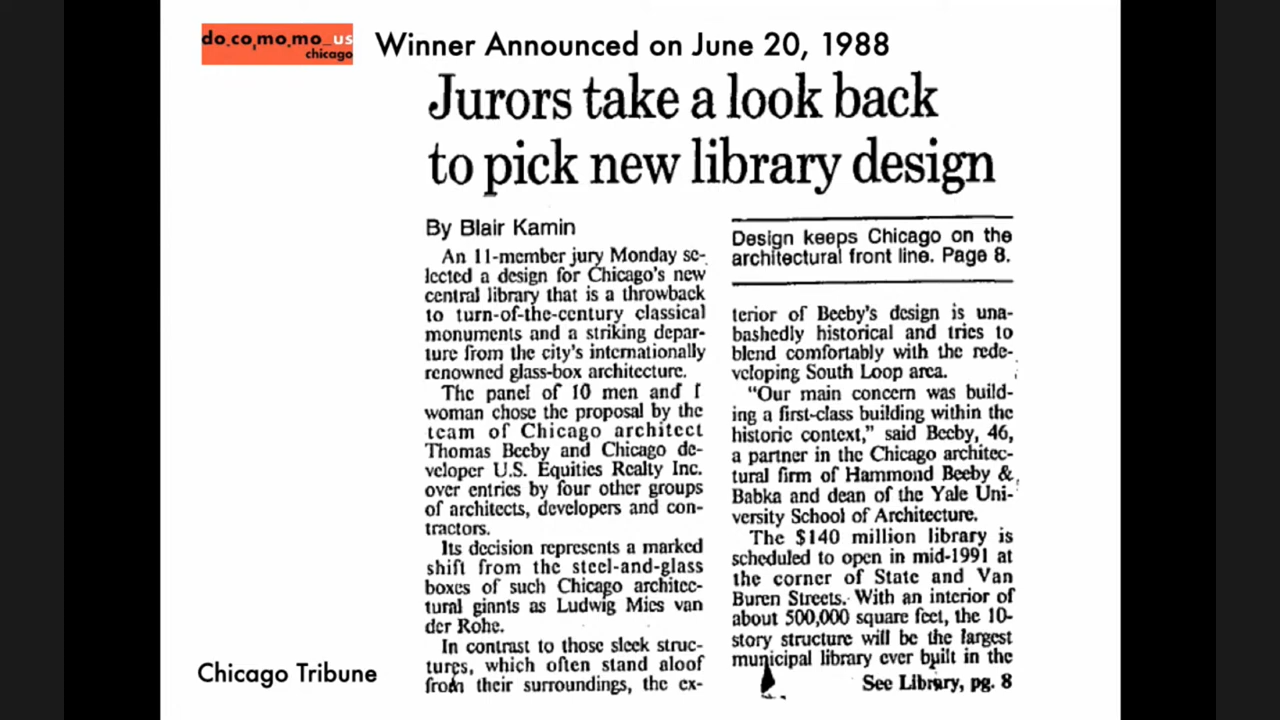 do.co,mo.mo_us
chicago
Winner Announced on June 20, 1988
Jurors take a look back
to pick new library design
By Blair Kamin
An 11-member jury Monday se-
lected a design for Chicago's new
central library that is a throwback
to turn-of-the-century classical
monuments and a striking depar-
ture from the city's internationally
renowned glass-box architecture.
The panel of 10 men and 1
woman chose the proposal by the
team of Chicago architect
Thomas Beeby and Chicago de-
veloper U.S. Equities Realty Inc.
over entries by four other groups
of architects, developers and con-
tractors.
Its decision represents a marked
shift from the steel-and-glass
boxes of such Chicago architec-
tural giants as Ludwig Mies van
der Rohe.
In contrast to those sleek struc-
tures, which often stand aloof
from their surroundings, the ex-
Design keeps Chicago on the
architectural front line. Page 8.
terior of Beeby's design is una-
bashedly historical and tries to
blend comfortably with the rede-
veloping South Loop area.
"Our main concern was build-
ing a first-class building within the
historic context," said Beeby, 46,
a partner in the Chicago architec-
tural firm of Hammond Beeby &
Babka and dean of the Yale Uni-
versity School of Architecture.
The $140 million library is
scheduled to open in mid-1991 at
the corner of State and Van
Buren Streets. With an interior of
about 500,000 square feet, the 10-
story structure will be the largest
municipal library ever built in the
See Library, pg. 8
Chicago Tribune